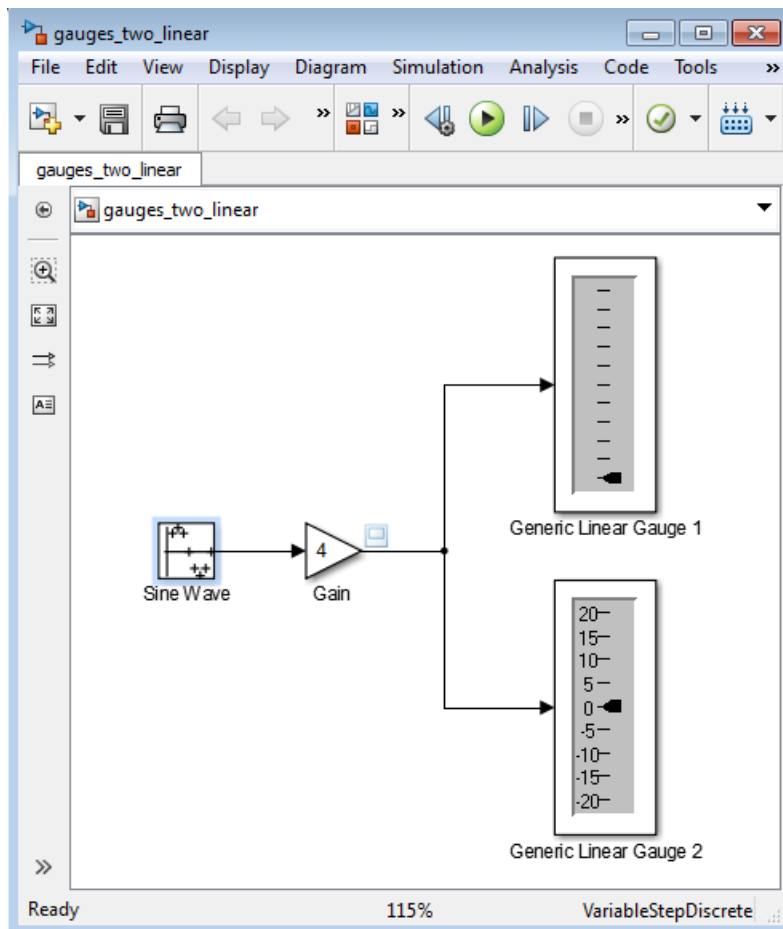 gauges_two_linear
File Edit View Display Diagram Simulation Analysis Code Tools »
» »  »
gauges_two_linear
gauges_two_linear
Generic Linear Gauge 1
4
Sine Wave
Gain
20
15
10
5
0
-5
-10
-15
-20
Generic Linear Gauge 2
»
Ready 115% VariableStepDiscrete